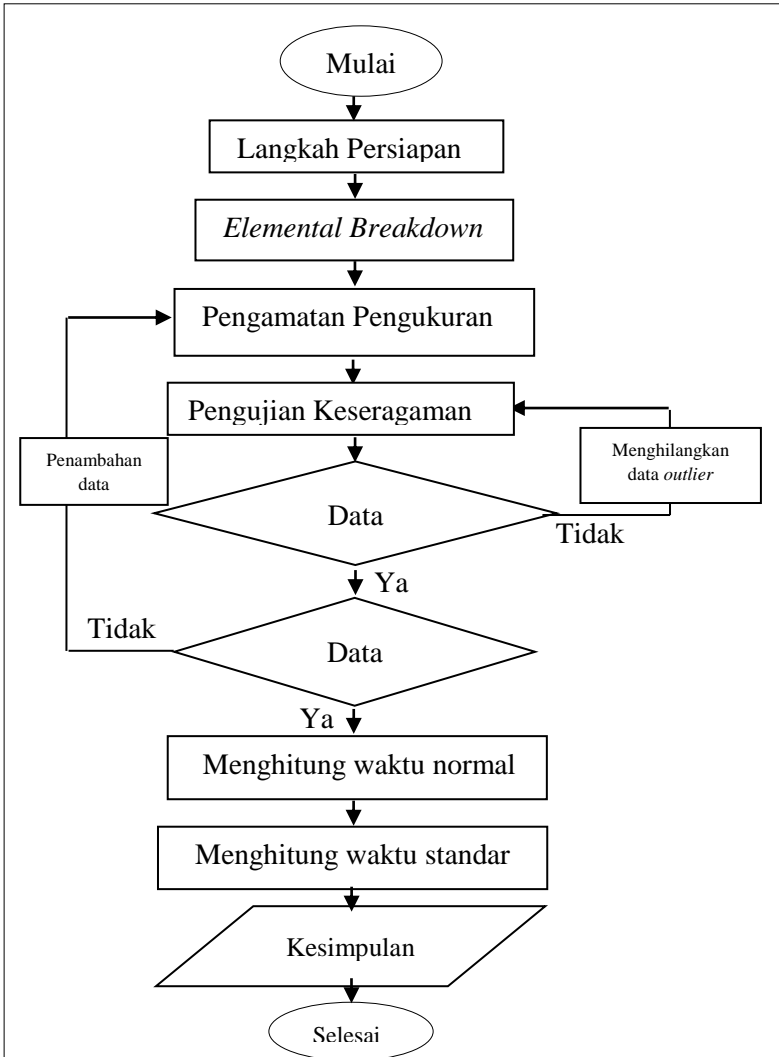 Mulai
Langkah Persiapan
Elemental Breakdown
Pengamatan Pengukuran
Pengujian Keseragaman
Penambahan
data
Menghilangkan
data outlier
Data
Tidak
Ya
Tidak
Data
Ya
Menghitung waktu normal
Menghitung waktu standar
Kesimpulan
Selesai